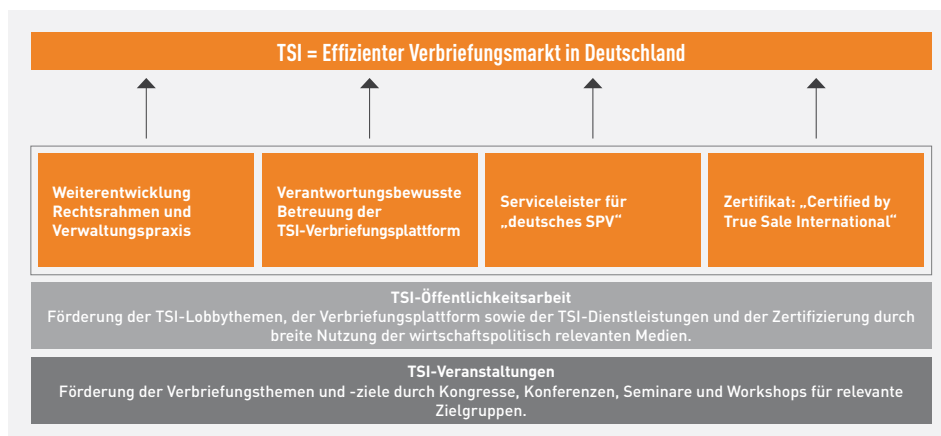 TSI = Effizienter Verbriefungsmarkt in Deutschland
Weiterentwicklung
Rechtsrahmen und
Verwaltungspraxis
Verantwortungsbewusste
Betreuung der
TSI-Verbriefungsplattform
Serviceleister für
„deutsches SPV“
Zertifikat: „Certified by
True Sale International“
TSI-Öffentlichkeitsarbeit
Förderung der TSI-Lobbythemen, der Verbriefungsplattform sowie der TSI-Dienstleistungen und der Zertifizierung durch
breite Nutzung der wirtschaftspolitisch relevanten Medien.
TSI-Veranstaltungen
Förderung der Verbriefungsthemen und -ziele durch Kongresse, Konferenzen, Seminare und Workshops für relevante
Zielgruppen.